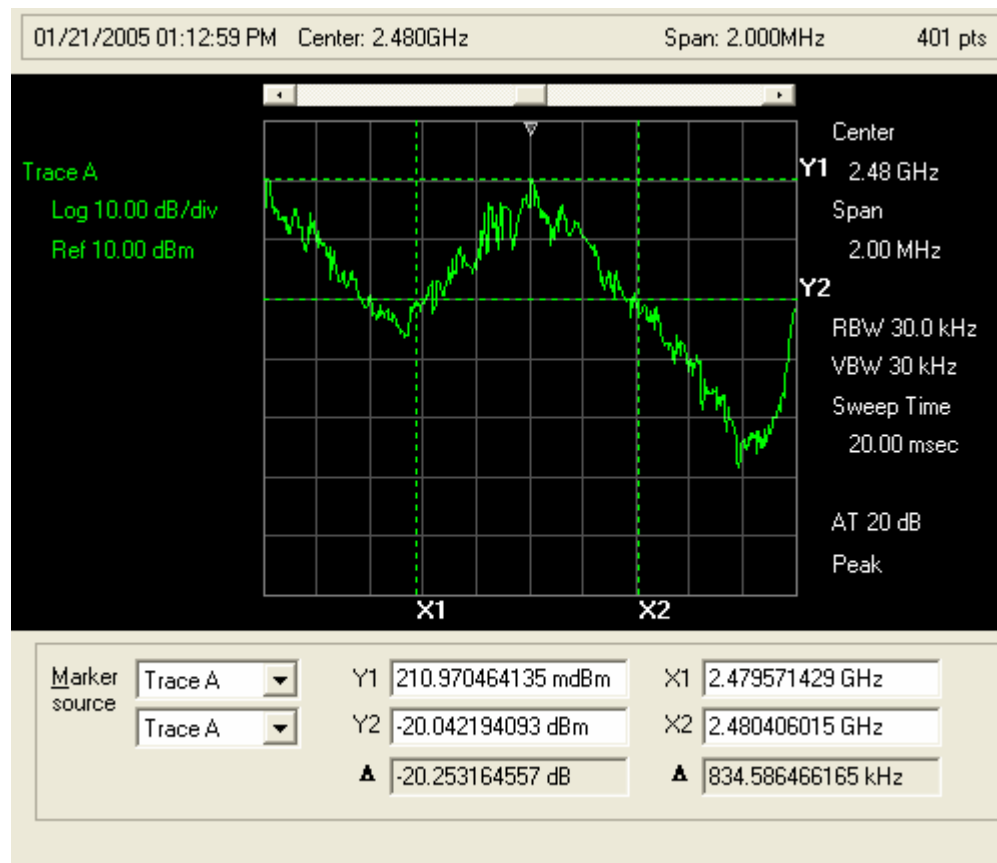 01/21/2005 01:12:59 PM Center: 2.480GHz Span: 2.000MHz 401 pts
Trace A
Log 10.00 dB/div
Ref 10.00 dBm
Y1
Y2
X1 X2
Center
2.48 GHz
Span
2.00 MHz
RBW 30.0 kHz
VBW 30 kHz
Sweep Time
20.00 msec
AT 20 dB
Peak
Marker source
Trace A
Trace A
Y1 210.970464135 mdBm X1 2.479571429 GHz
Y2 -20.042194093 dBm X2 2.480406015 GHz
Δ -20.253164557 dB Δ 834.586466165 kHz